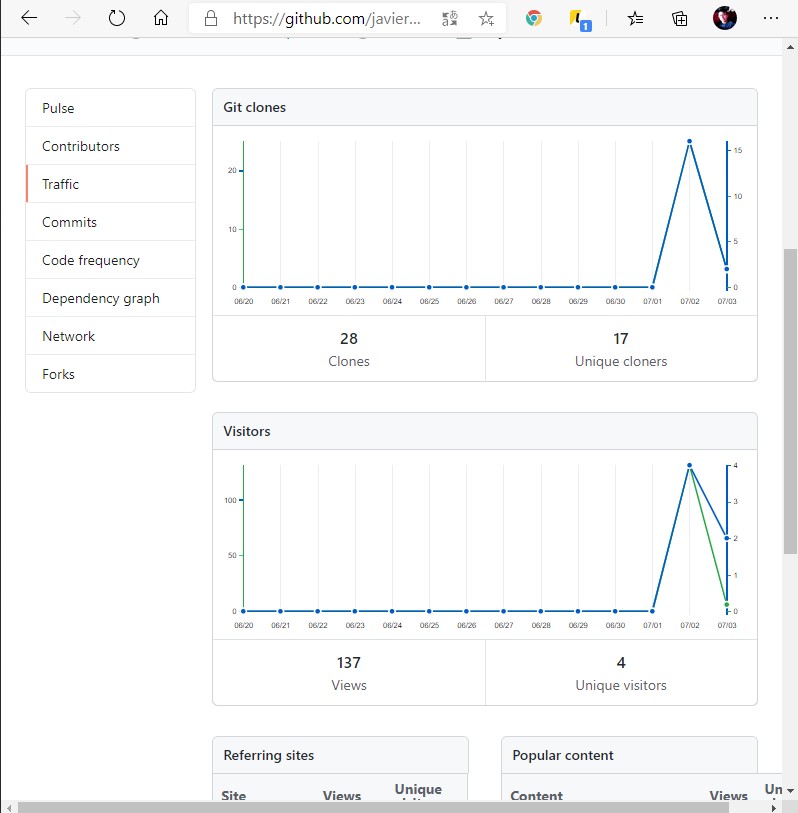 https://github.com/javier...
1
Pulse
Contributors
Traffic
Commits
Code frequency
Dependency graph
Network
Forks
Git clones
20
10
0
15
10
5
0
06/20 06/21 06/22 06/23 06/24 06/25 06/26 06/27 06/28 06/29 06/30 07/01 07/02 07/03
28 17
Clones Unique cloners
Visitors
100
50
0
4
3
2
1
0
06/20 06/21 06/22 06/23 06/24 06/25 06/26 06/27 06/28 06/29 06/30 07/01 07/02 07/03
137 4
Views Unique visitors
Referring sites Popular content
Site Views Unique
Content Views